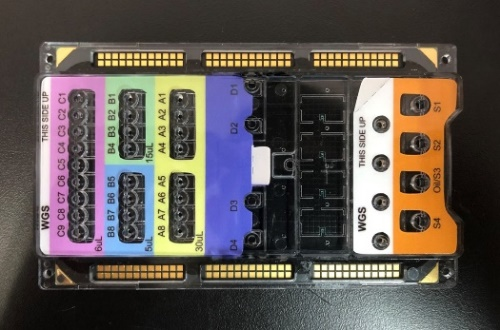 WGS
THIS SIDE UP
C9 C8 C7 C6 C5 C4 C3 C2 C1
6uL
B4 B3 B2 B1
15uL
B8 B7 B6 B5
5uL
A4 A3 A2 A1
A8 A7 A6 A5
30uL
D1
D2
D3
D4
WGS
THIS SIDE UP
S1
S2
Oil/S3
S4